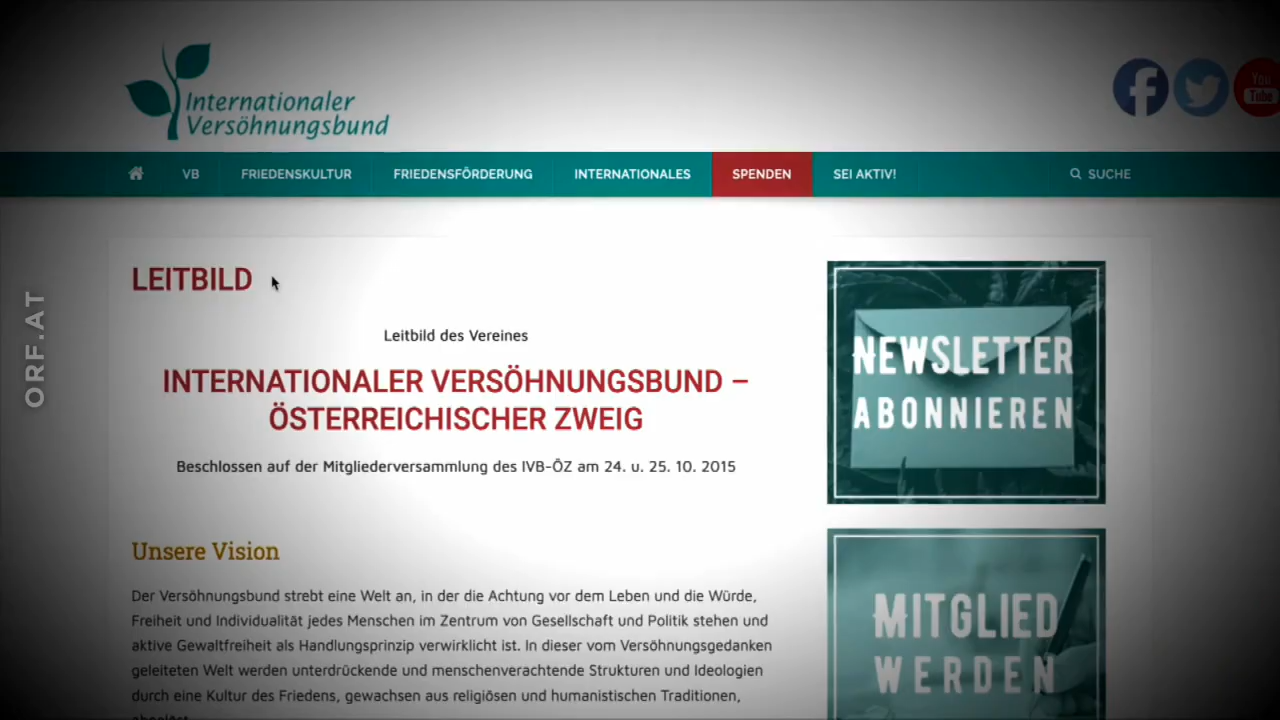 Internationaler
Versöhnungsbund
You
Tube
VB FRIEDENSKULTUR FRIEDENSFÖRDERUNG INTERNATIONALES SPENDEN SEI AKTIV! SUCHE
LEITBILD
Leitbild des Vereines
INTERNATIONALER VERSÖHNUNGSBUND –
ÖSTERREICHISCHER ZWEIG
Beschlossen auf der Mitgliederversammlung des IVB-ÖZ am 24. u. 25. 10. 2015
Unsere Vision
Der Versöhnungsbund strebt eine Welt an, in der die Achtung vor dem Leben und die Würde,
Freiheit und Individualität jedes Menschen im Zentrum von Gesellschaft und Politik stehen und
aktive Gewaltfreiheit als Handlungsprinzip verwirklicht ist. In dieser vom Versöhnungsgedanken
geleiteten Welt werden unterdrückende und menschenverachtende Strukturen und Ideologien
durch eine Kultur des Friedens, gewachsen aus religiösen und humanistischen Traditionen,
NEWSLETTER
ABONNIEREN
MITGLIED
WERDEN
ORF.AT